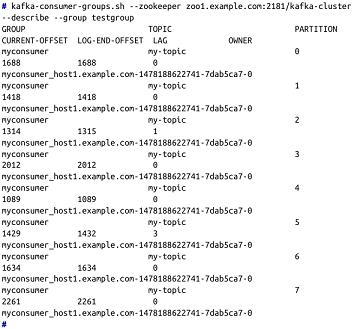 # kafka-consumer-groups.sh --zookeeper zoo1.example.com:2181/kafka-cluster
--describe --group testgroup
GROUP TOPIC PARTITION
CURRENT-OFFSET LOG-END-OFFSET LAG OWNER
myconsumer my-topic 0
1688 1688 0
myconsumer_host1.example.com-1478188622741-7dab5ca7-0
myconsumer my-topic 1
1418 1418 0
myconsumer_host1.example.com-1478188622741-7dab5ca7-0
myconsumer my-topic 2
1314 1315 1
myconsumer_host1.example.com-1478188622741-7dab5ca7-0
myconsumer my-topic 3
2012 2012 0
myconsumer_host1.example.com-1478188622741-7dab5ca7-0
myconsumer my-topic 4
1089 1089 0
myconsumer_host1.example.com-1478188622741-7dab5ca7-0
myconsumer my-topic 5
1429 1432 3
myconsumer_host1.example.com-1478188622741-7dab5ca7-0
myconsumer my-topic 6
1634 1634 0
myconsumer_host1.example.com-1478188622741-7dab5ca7-0
myconsumer my-topic 7
2261 2261 0
myconsumer_host1.example.com-1478188622741-7dab5ca7-0
#